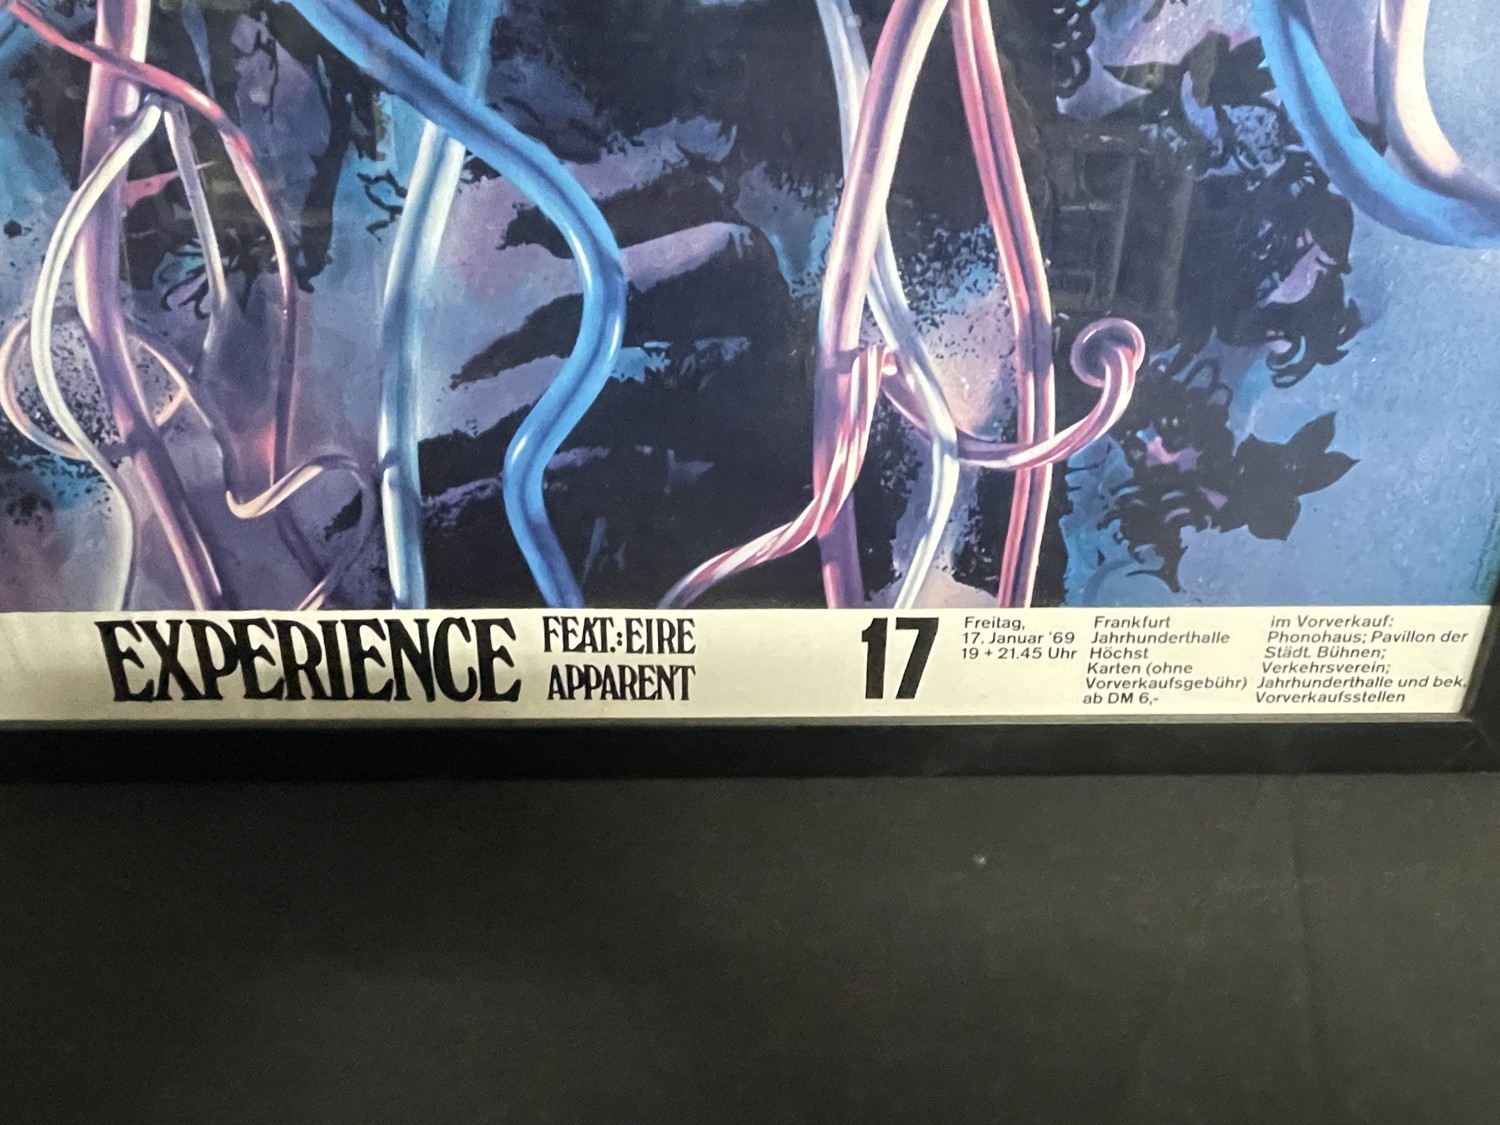 EXPERIENCE
FEAT.:EIRE
APPARENT
17
Freitag,
17. Januar '69
19 + 21.45 Uhr
Frankfurt
Jahrhunderthalle
Höchst
Karten (ohne
Vorverkaufsgebühr)
ab DM 6,-
im Vorverkauf:
Phonohaus; Pavillon der
Städt. Bühnen;
Verkehrsverein;
Jahrhunderthalle und bek.
Vorverkaufsstellen